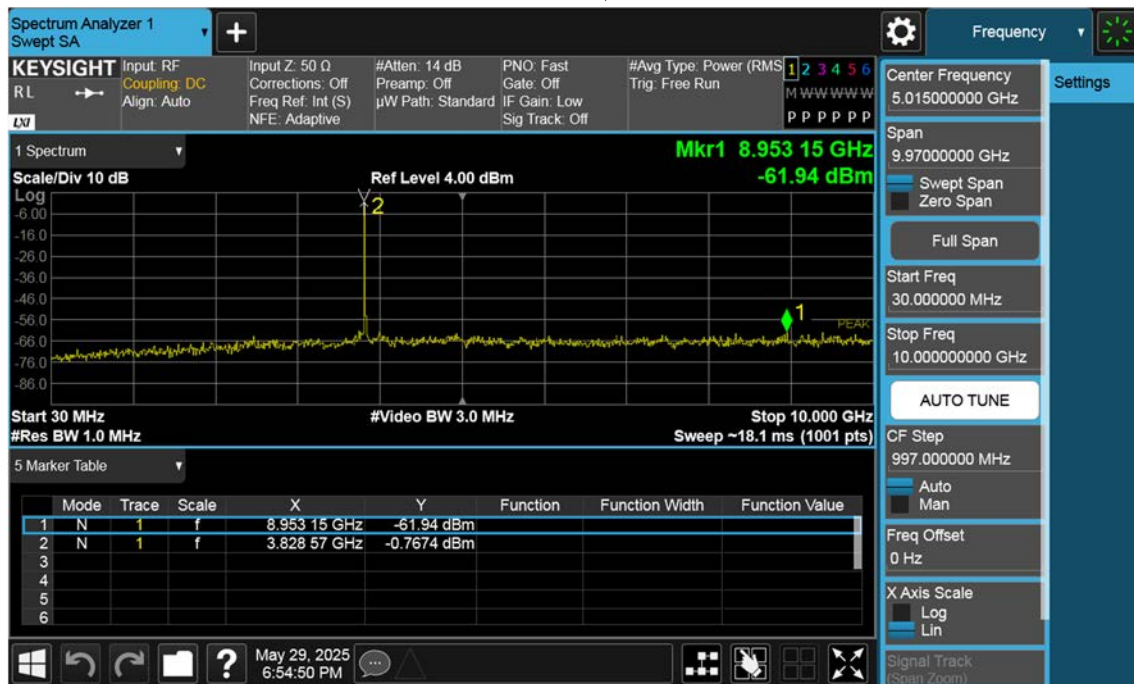 Spectrum Analyzer 1
Swept SA
+
Frequency
KEYSIGHT
RL
LXI
Input: RF
Coupling: DC
Align: Auto
Input Z: 50 Ω
Corrections: Off
Freq Ref: Int (S)
NFE: Adaptive
#Atten: 14 dB
Preamp: Off
µW Path: Standard
PNO: Fast
Gate: Off
IF Gain: Low
Sig Track: Off
#Avg Type: Power (RMS
Trig: Free Run
1 2 3 4 5 6
M W W W W W
P P P P P P
1 Spectrum
Scale/Div 10 dB
Ref Level 4.00 dBm
Mkr1 8.953 15 GHz
-61.94 dBm
Log
-6.00
-16.0
-26.0
-36.0
-46.0
-56.0
-66.0
-76.0
-86.0
2
1
PEAK
Start 30 MHz
#Video BW 3.0 MHz
Stop 10.000 GHz
#Res BW 1.0 MHz
Sweep ~18.1 ms (1001 pts)
5 Marker Table
Mode Trace Scale X Y Function Function Width Function Value
1 N 1 f 8.953 15 GHz -61.94 dBm
2 N 1 f 3.828 57 GHz -0.7674 dBm
3
4
5
6
?
May 29, 2025
6:54:50 PM
Center Frequency
5.015000000 GHz
Span
9.97000000 GHz
Swept Span
Zero Span
Full Span
Start Freq
30.000000 MHz
Stop Freq
10.000000000 GHz
AUTO TUNE
CF Step
997.000000 MHz
Auto
Man
Freq Offset
0 Hz
X Axis Scale
Log
Lin
Signal Track
(Span Zoom)
Settings